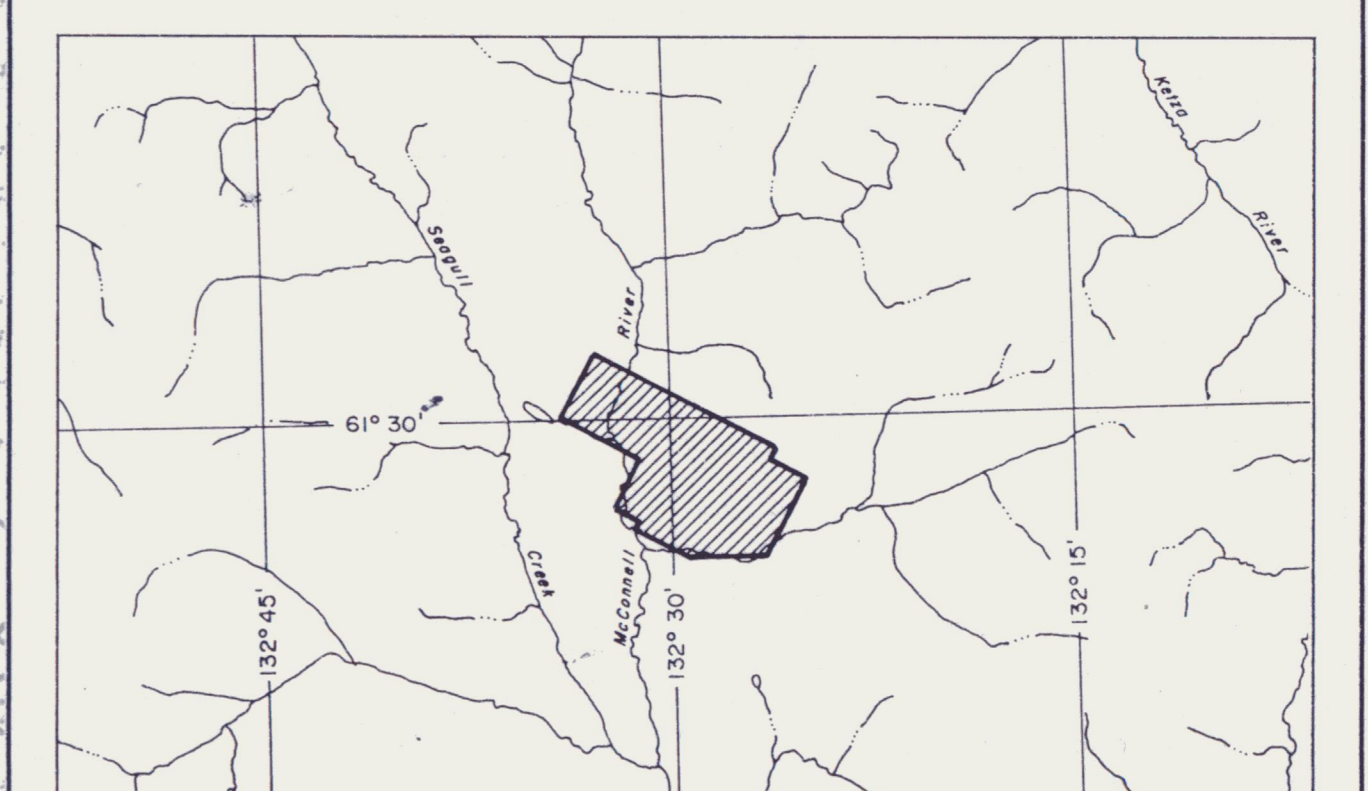 Ketza
River
Seagull
River
61° 30'
Creek
McConnell
132° 45'
132° 30'
132° 15'